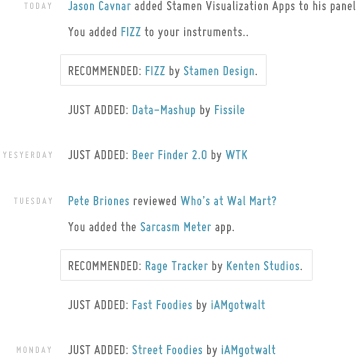 TODAY Jason Cavnar added Stamen Visualization Apps to his panel
You added FIZZ to your instruments..
RECOMMENDED: FIZZ by Stamen Design.
JUST ADDED: Data-Mashup by Fissile
YESYERDAY JUST ADDED: Beer Finder 2.0 by WTK
TUESDAY Pete Briones reviewed Who's at Wal Mart?
You added the Sarcasm Meter app.
RECOMMENDED: Rage Tracker by Kenten Studios.
JUST ADDED: Fast Foodies by iAMgotwalt
MONDAY JUST ADDED: Street Foodies by iAMgotwalt